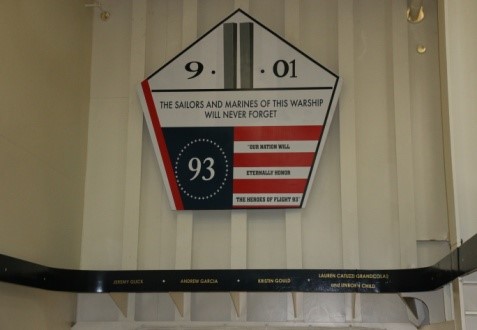 9 · 01
THE SAILORS AND MARINES OF THIS WARSHIP
WILL NEVER FORGET
93
"OUR NATION WILL
ETERNALLY HONOR
THE HEROES OF FLIGHT 93"
JEREMY GLICK • ANDREW GARCIA • KRISTIN GOULD • LAUREN CATUZZI GRANDCOLAS
and UNBORN CHILD